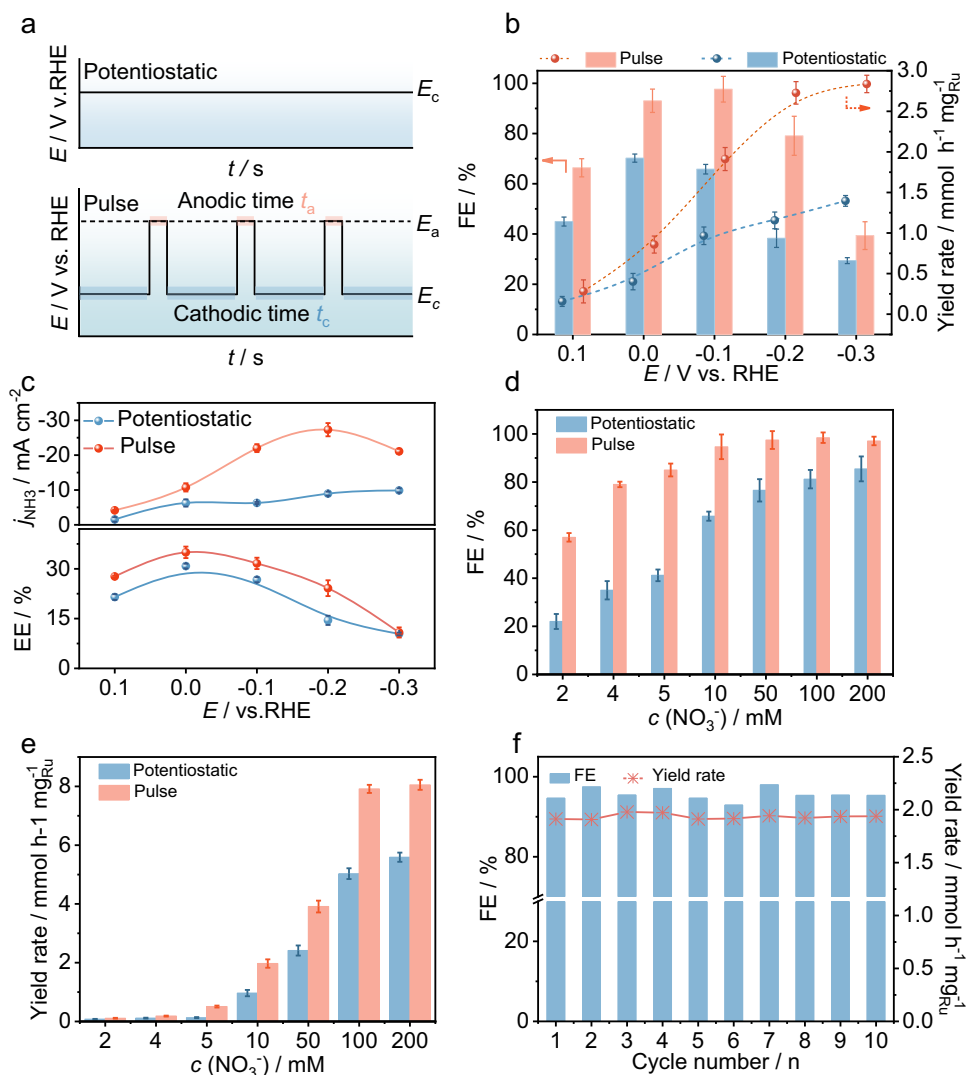 a
Potentiostatic
E / V v.RHE
E_c
t / s
Pulse
Anodic time t_a
E_a
E / V vs. RHE
E_c
Cathodic time t_c
t / s
b
Pulse
Potentiostatic
FE / %
100
80
60
40
20
0
3.0
2.5
2.0
1.5
1.0
0.5
0.0
Yield rate / mmol h⁻¹ mg⁻¹_Ru
0.1 0.0 -0.1 -0.2 -0.3
E / V vs. RHE
c
Potentiostatic
Pulse
j_NH3 / mA cm⁻²
-30
-20
-10
0
EE / %
30
15
0
0.1 0.0 -0.1 -0.2 -0.3
E / vs.RHE
d
Potentiostatic
Pulse
FE / %
100
80
60
40
20
0
2 4 5 10 50 100 200
c (NO₃⁻) / mM
e
Potentiostatic
Pulse
Yield rate / mmol h-1 mg⁻¹_Ru
8
6
4
2
0
2 4 5 10 50 100 200
c (NO₃⁻) / mM
f
FE
Yield rate
FE / %
100
80
20
0
2.5
2.0
1.5
1.0
0.5
0.0
Yield rate / mmol h⁻¹ mg⁻¹_Ru
1 2 3 4 5 6 7 8 9 10
Cycle number / n